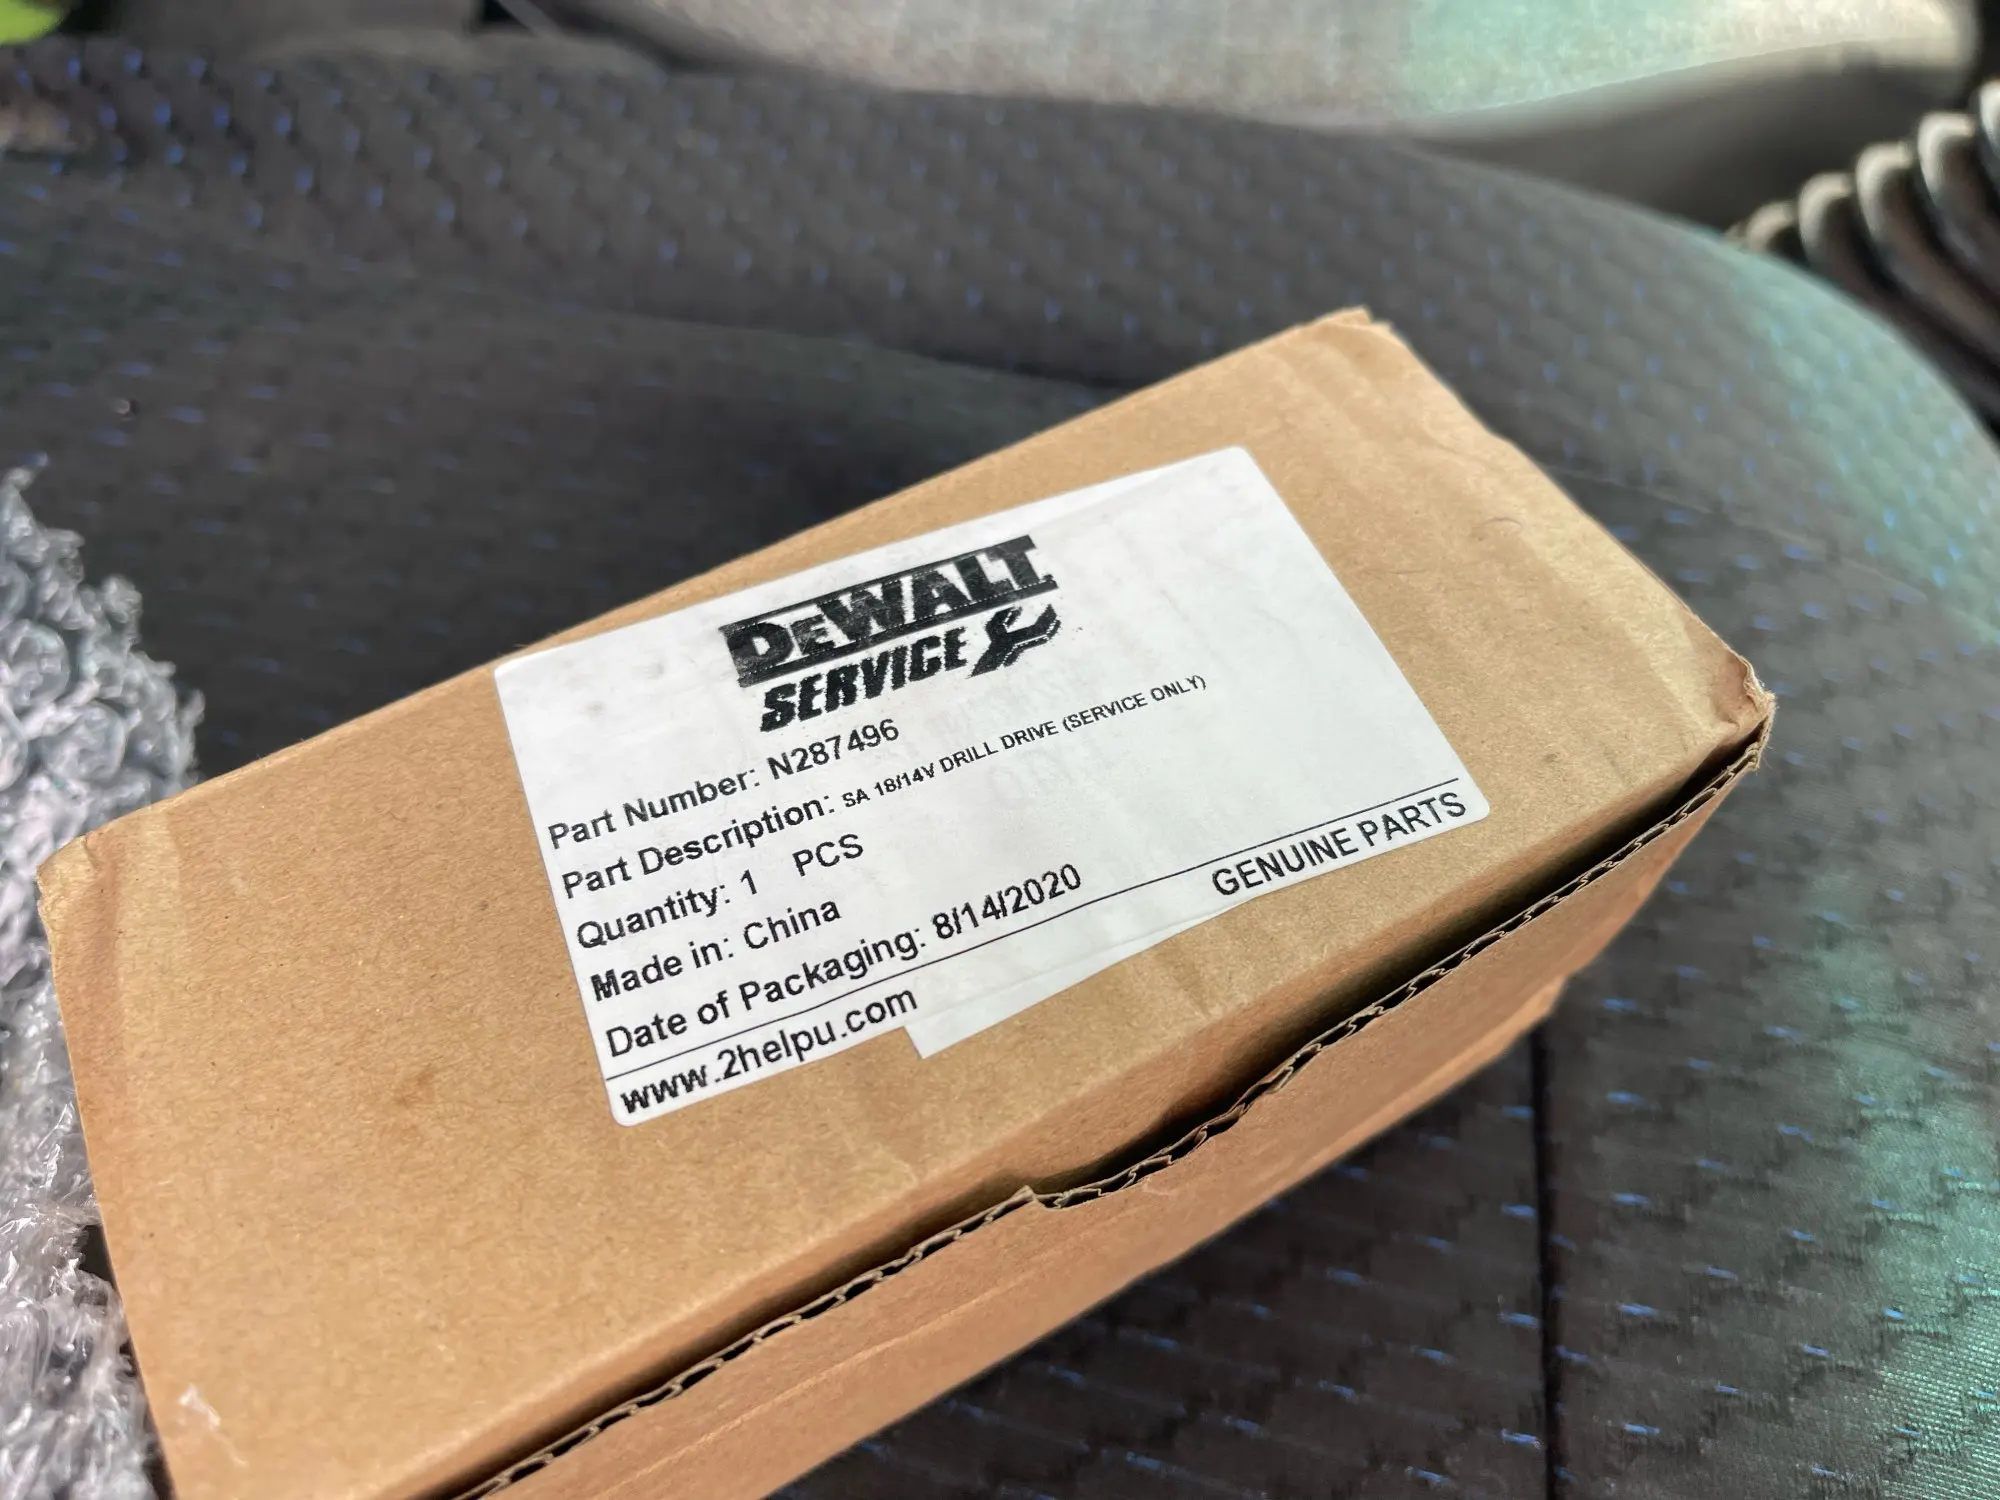 DEWALT
SERVICE
Part Number: N287496
Part Description: SA 18/14V DRILL DRIVE (SERVICE ONLY)
Quantity: 1 PCS
Made in: China
Date of Packaging: 8/14/2020
www.2helpu.com GENUINE PARTS